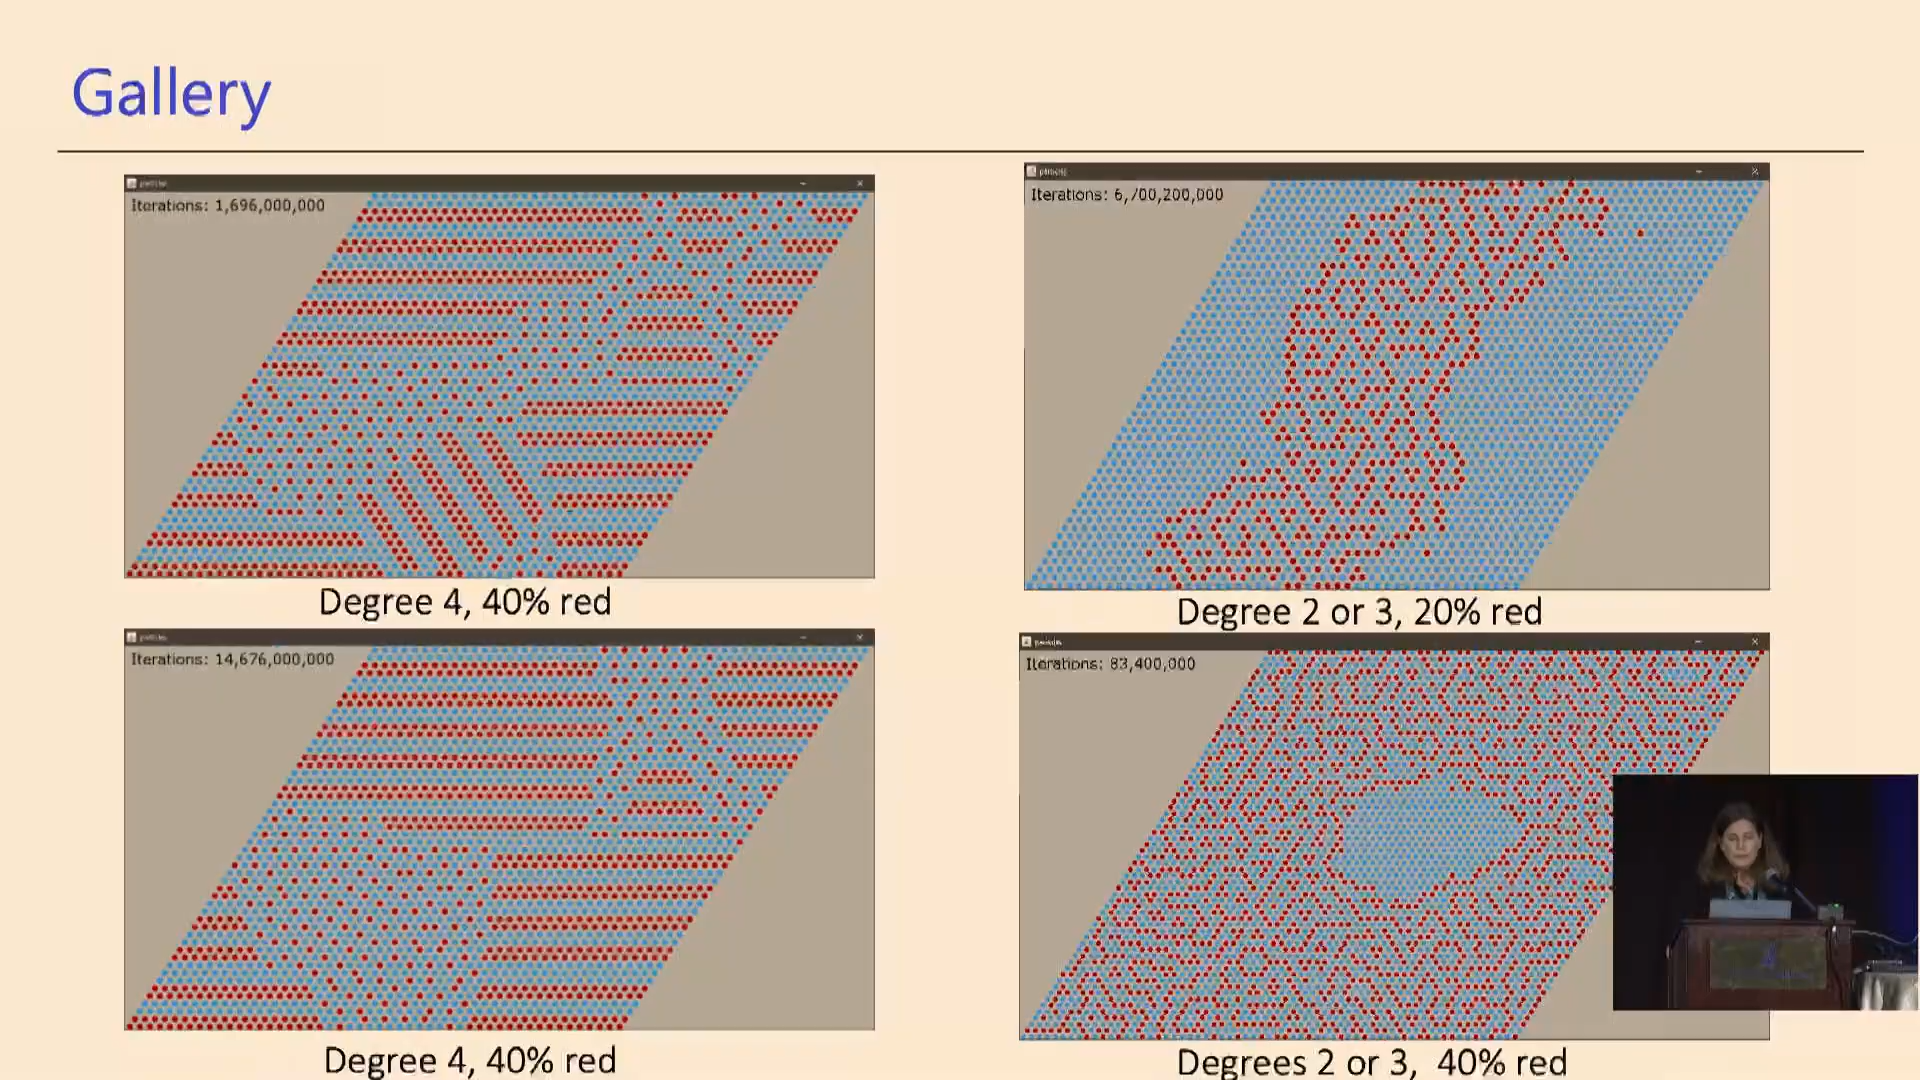 Gallery
Iterations: 1,696,000,000
Degree 4, 40% red
Iterations: 6,700,200,000
Degree 2 or 3, 20% red
Iterations: 14,676,000,000
Degree 4, 40% red
Iterations: 83,400,000
Degrees 2 or 3, 40% red